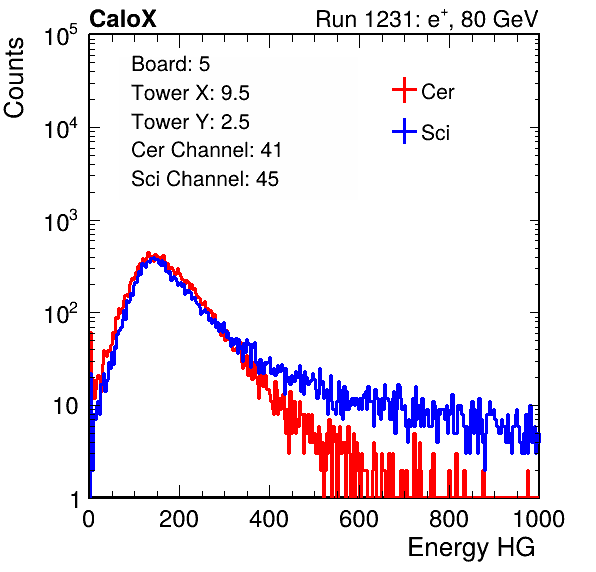 CaloX Run 1231: e⁺, 80 GeV
Counts
Board: 5
Tower X: 9.5
Tower Y: 2.5
Cer Channel: 41
Sci Channel: 45
Cer
Sci
10⁵
10⁴
10³
10²
10
1
0 200 400 600 800 1000
Energy HG